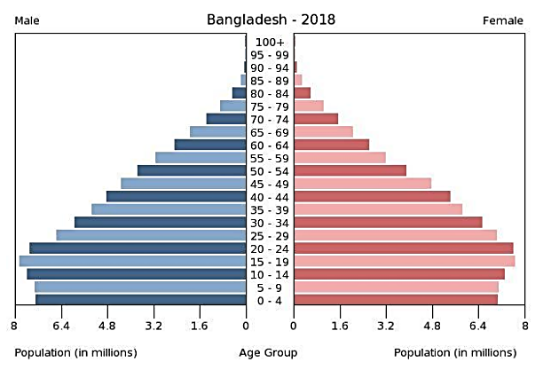 Male Bangladesh - 2018 Female
100+
95 - 99
90 - 94
85 - 89
80 - 84
75 - 79
70 - 74
65 - 69
60 - 64
55 - 59
50 - 54
45 - 49
40 - 44
35 - 39
30 - 34
25 - 29
20 - 24
15 - 19
10 - 14
5 - 9
0 - 4
8 6.4 4.8 3.2 1.6 0 0 1.6 3.2 4.8 6.4 8
Population (in millions) Age Group Population (in millions)